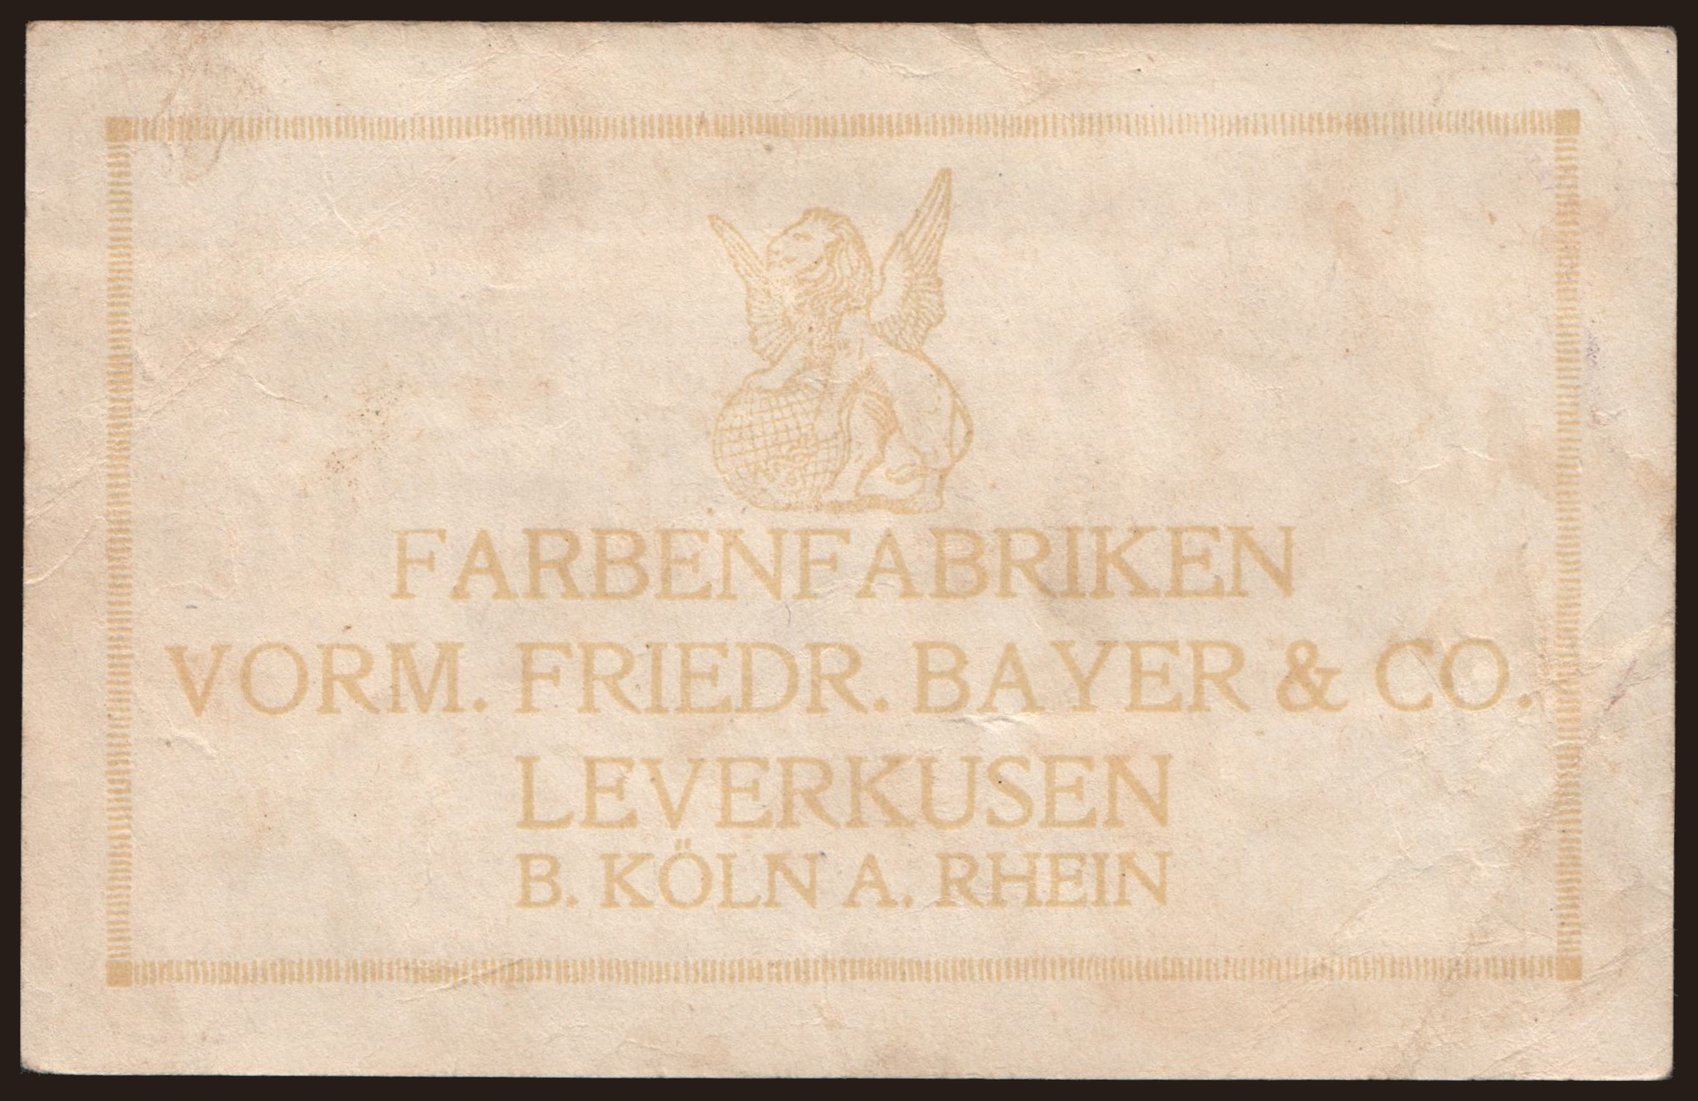 FARBENFABRIKEN
VORM. FRIEDR. BAYER & CO.
LEVERKUSEN
B. KÖLN A. RHEIN